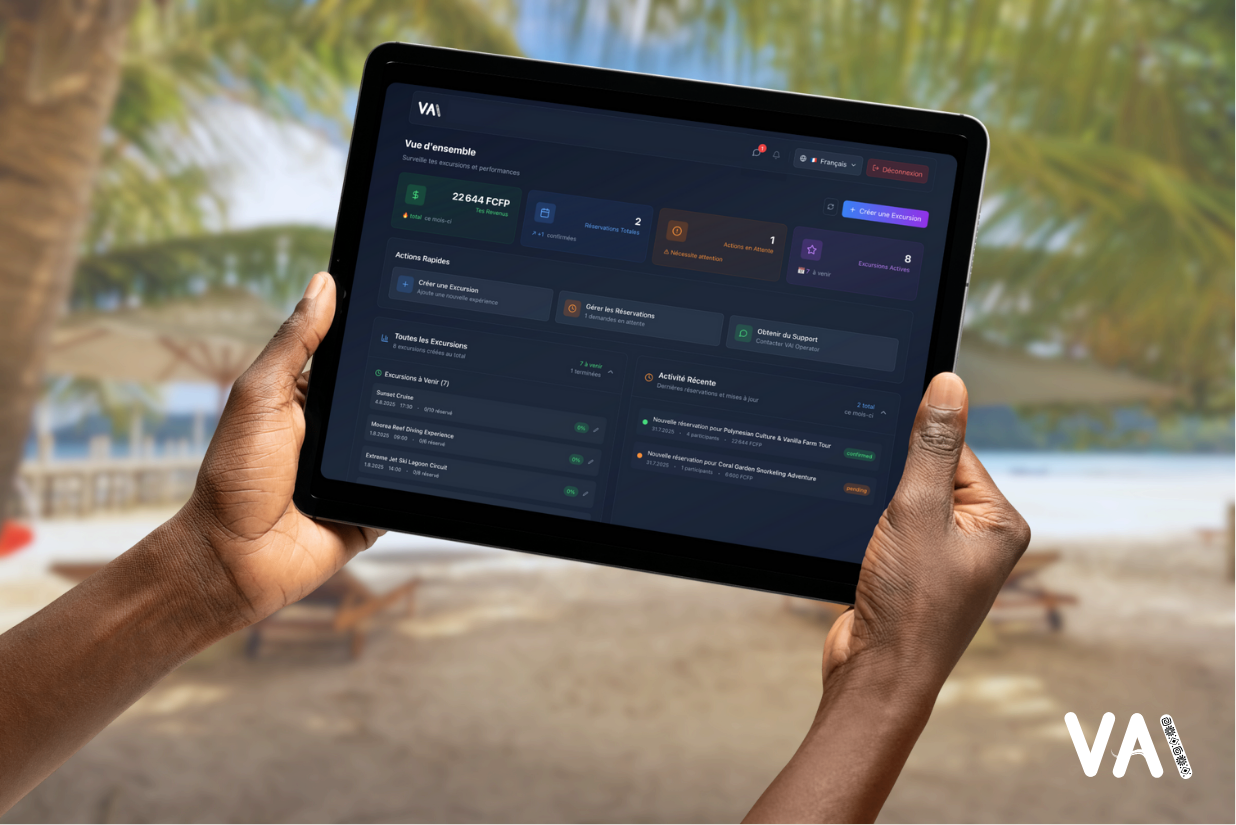 VAI
Français
Déconnexion
Vue d'ensemble
Surveille tes excursions et performances
+ Créer une Excursion
22 644 FCFP
Tes Revenus
total ce mois-ci
2
Réservations Totales
+1 confirmées
1
Actions en Attente
Nécessite attention
8
Excursions Actives
7 à venir
Actions Rapides
Créer une Excursion
Ajoute une nouvelle expérience
Gérer les Réservations
1 demandes en attente
Obtenir du Support
Contacter VAI Operator
Toutes les Excursions
8 excursions créées au total
7 à venir
1 terminées
Excursions à Venir (7)
Sunset Cruise
4.8.2025 17:30 • 0/10 réservé
0%
Moorea Reef Diving Experience
1.8.2025 09:00 • 0/6 réservé
0%
Extreme Jet Ski Lagoon Circuit
1.8.2025 14:00 • 0/8 réservé
0%
Activité Récente
Dernières réservations et mises à jour
2 total
ce mois-ci
Nouvelle réservation pour Polynesian Culture & Vanilla Farm Tour
31.7.2025 • 4 participants • 22 644 FCFP
confirmed
Nouvelle réservation pour Coral Garden Snorkeling Adventure
31.7.2025 • 1 participants
pending
VAI